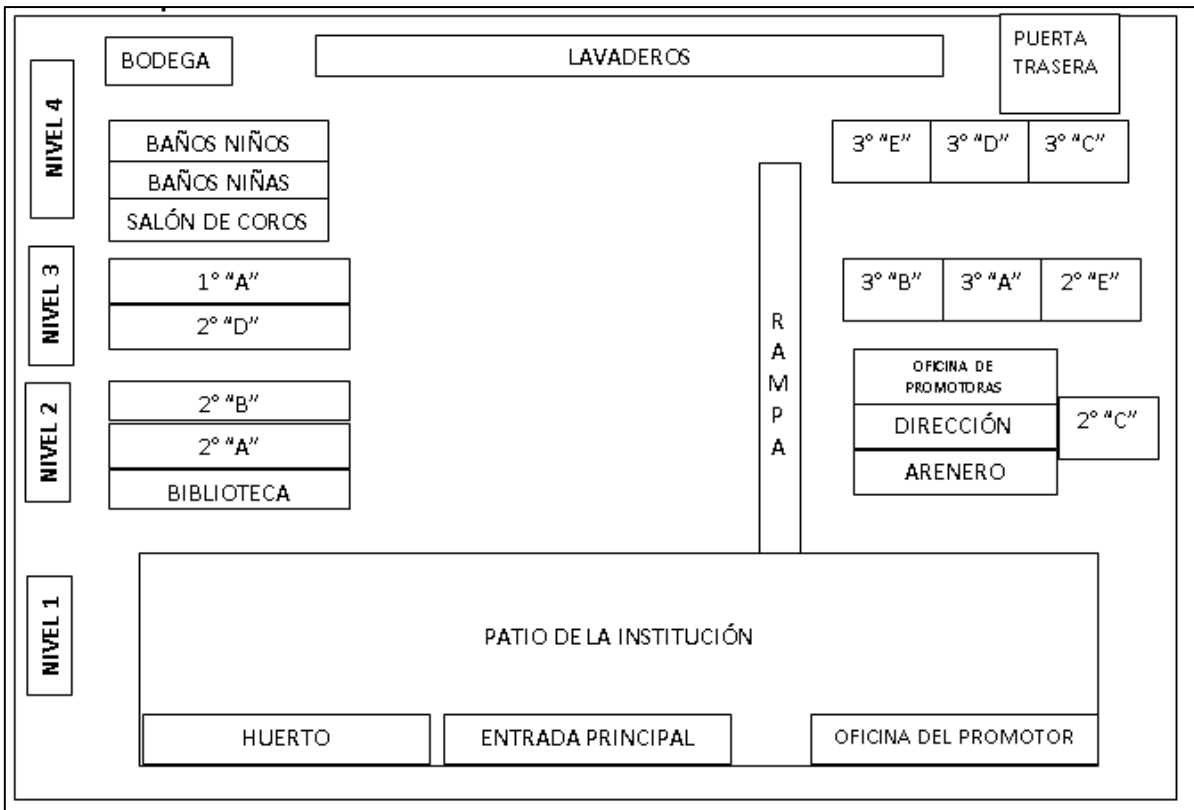 BODEGA
LAVADEROS
PUERTA
TRASERA
NIVEL 4
BAÑOS NIÑOS
BAÑOS NIÑAS
SALÓN DE COROS
3° "E"
3° "D"
3° "C"
NIVEL 3
1° "A"
2° "D"
3° "B"
3° "A"
2° "E"
RAMPA
NIVEL 2
2° "B"
2° "A"
BIBLIOTECA
OFICINA DE
PROMOTORAS
DIRECCIÓN
ARENERO
2° "C"
NIVEL 1
PATIO DE LA INSTITUCIÓN
HUERTO
ENTRADA PRINCIPAL
OFICINA DEL PROMOTOR